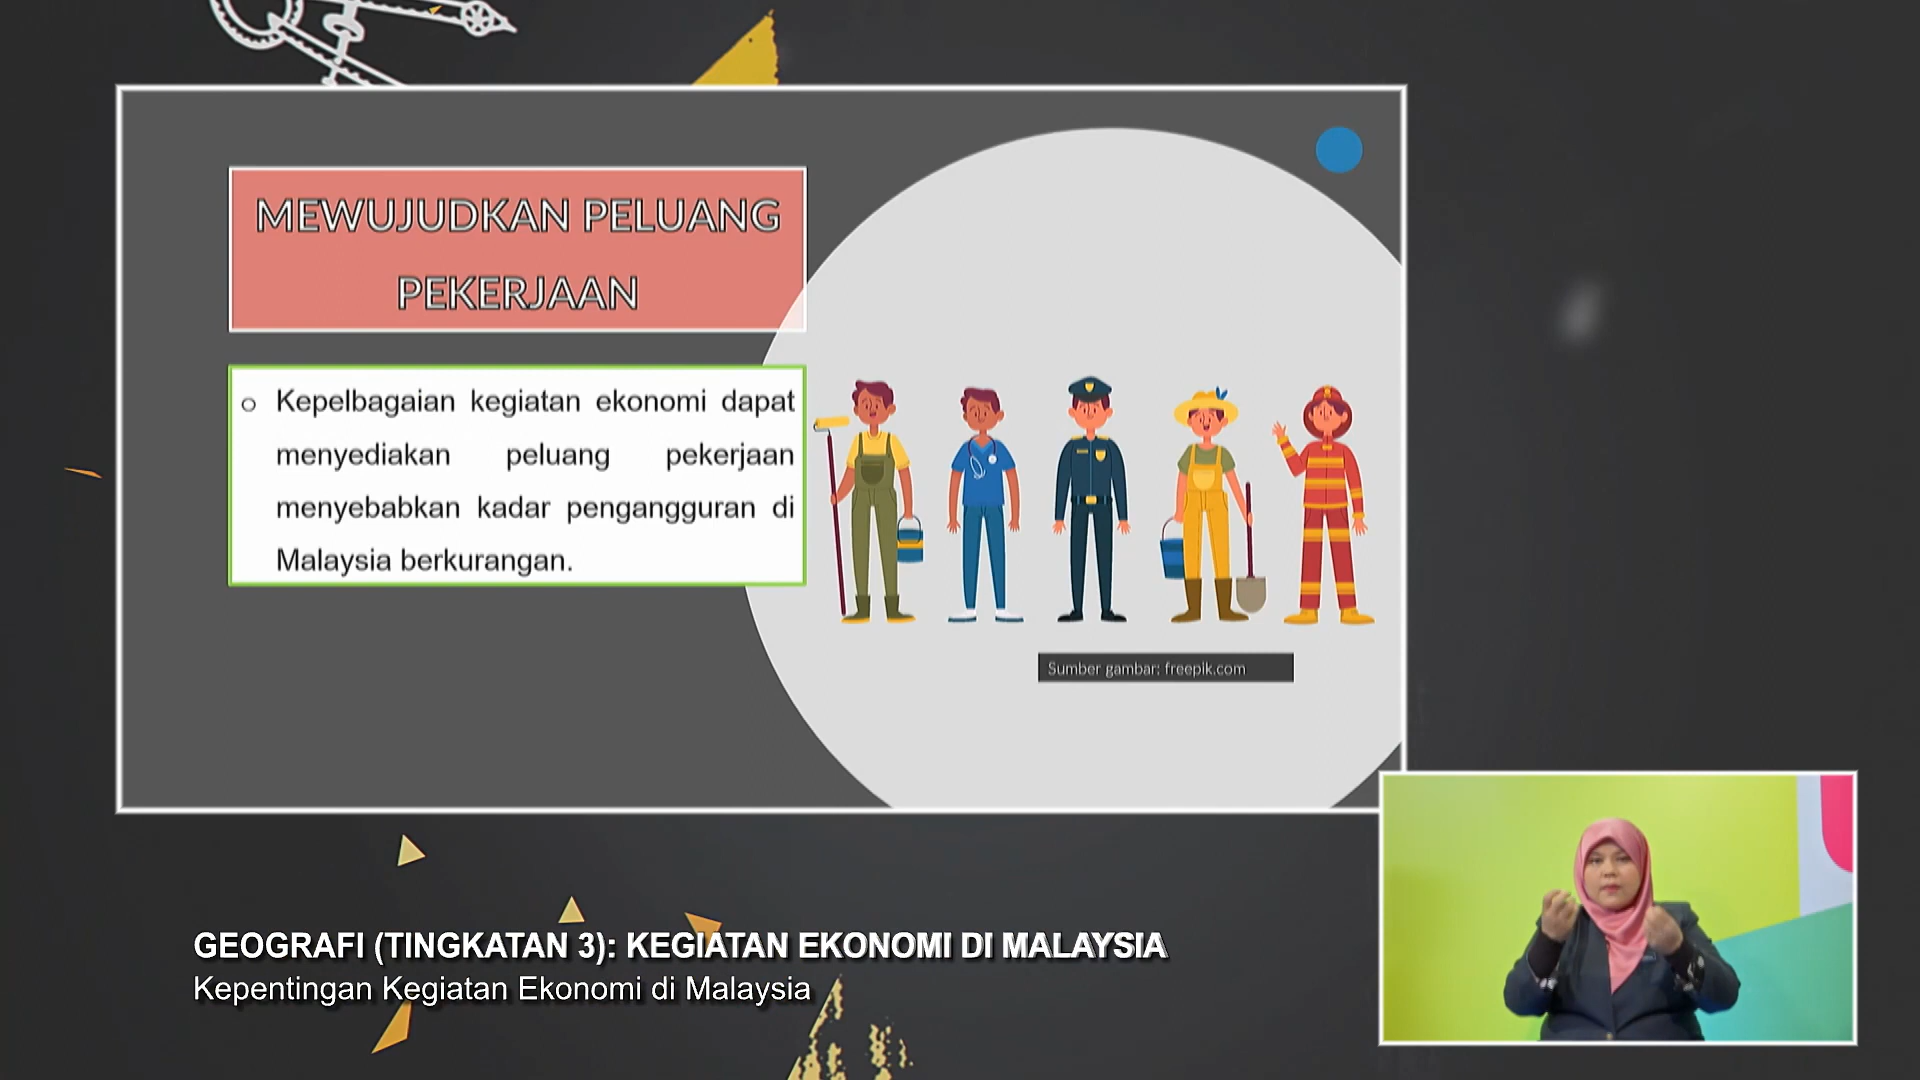 MEWUJUDKAN PELUANG
PEKERJAAN
o Kepelbagaian kegiatan ekonomi dapat
menyediakan peluang pekerjaan
menyebabkan kadar pengangguran di
Malaysia berkurangan.
Sumber gambar: freepik.com
GEOGRAFI (TINGKATAN 3): KEGIATAN EKONOMI DI MALAYSIA
Kepentingan Kegiatan Ekonomi di Malaysia